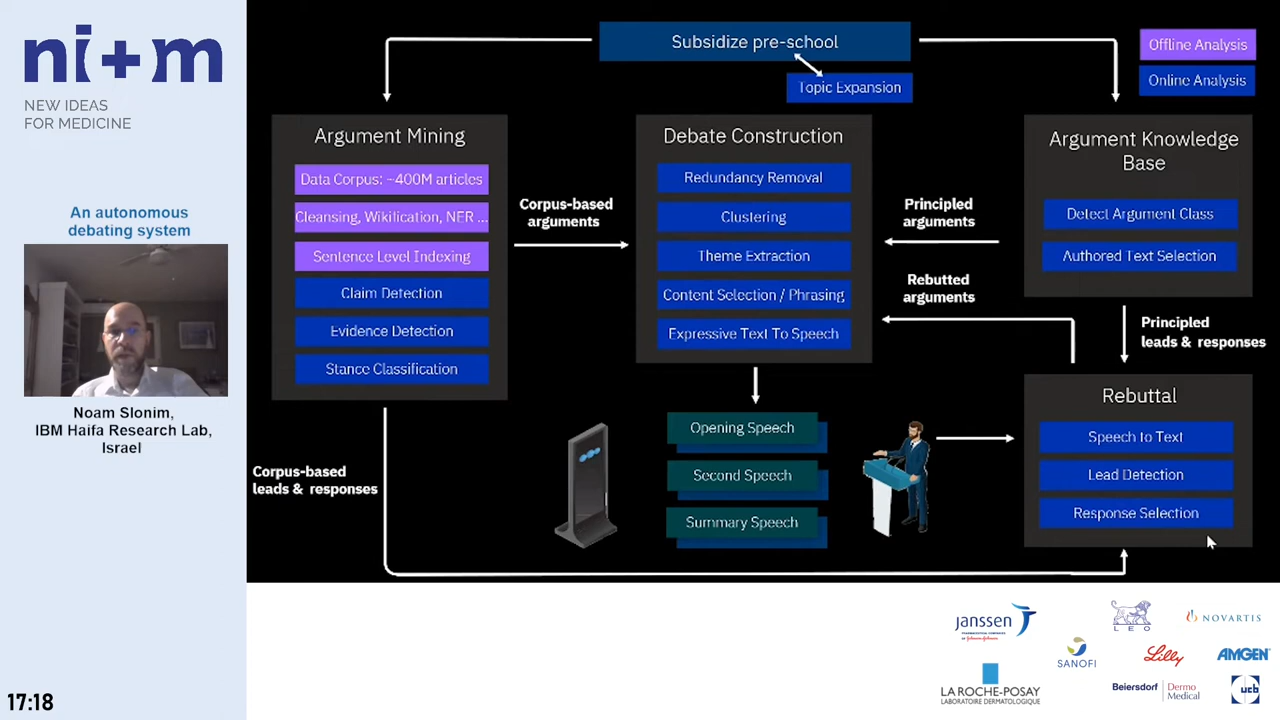 ni+m
NEW IDEAS
FOR MEDICINE
An autonomous
debating system
Noam Slonim,
IBM Haifa Research Lab,
Israel
17:18
Subsidize pre-school
Topic Expansion
Offline Analysis
Online Analysis
Argument Mining
Data Corpus: ~400M articles
Cleansing, Wikification, NER ...
Sentence Level Indexing
Claim Detection
Evidence Detection
Stance Classification
Corpus-based
arguments
Debate Construction
Redundancy Removal
Clustering
Theme Extraction
Content Selection / Phrasing
Expressive Text To Speech
Principled
arguments
Rebutted
arguments
Argument Knowledge
Base
Detect Argument Class
Authored Text Selection
Principled
leads & responses
Rebuttal
Speech to Text
Lead Detection
Response Selection
Opening Speech
Second Speech
Summary Speech
Corpus-based
leads & responses
janssen
LEO
NOVARTIS
SANOFI
Lilly
AMGEN
LA ROCHE-POSAY
LABORATOIRE DERMATOLOGIQUE
Beiersdorf
Dermo
Medical
ucb